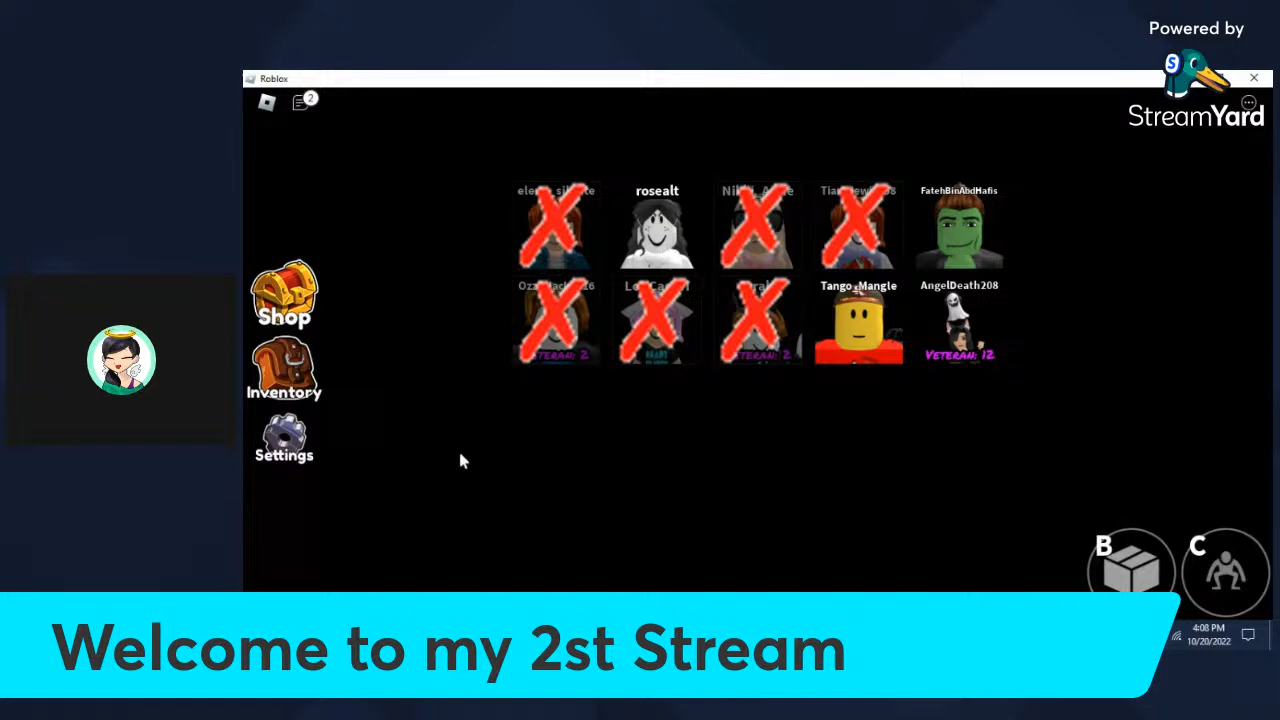 Powered by
StreamYard
Roblox
2
rosealt
FatehBinAbdHafis
Tango_Mangle
AngelDeath208
VETERAN: 12
Shop
Inventory
Settings
B
C
Welcome to my 2st Stream
4:08 PM
10/20/2022